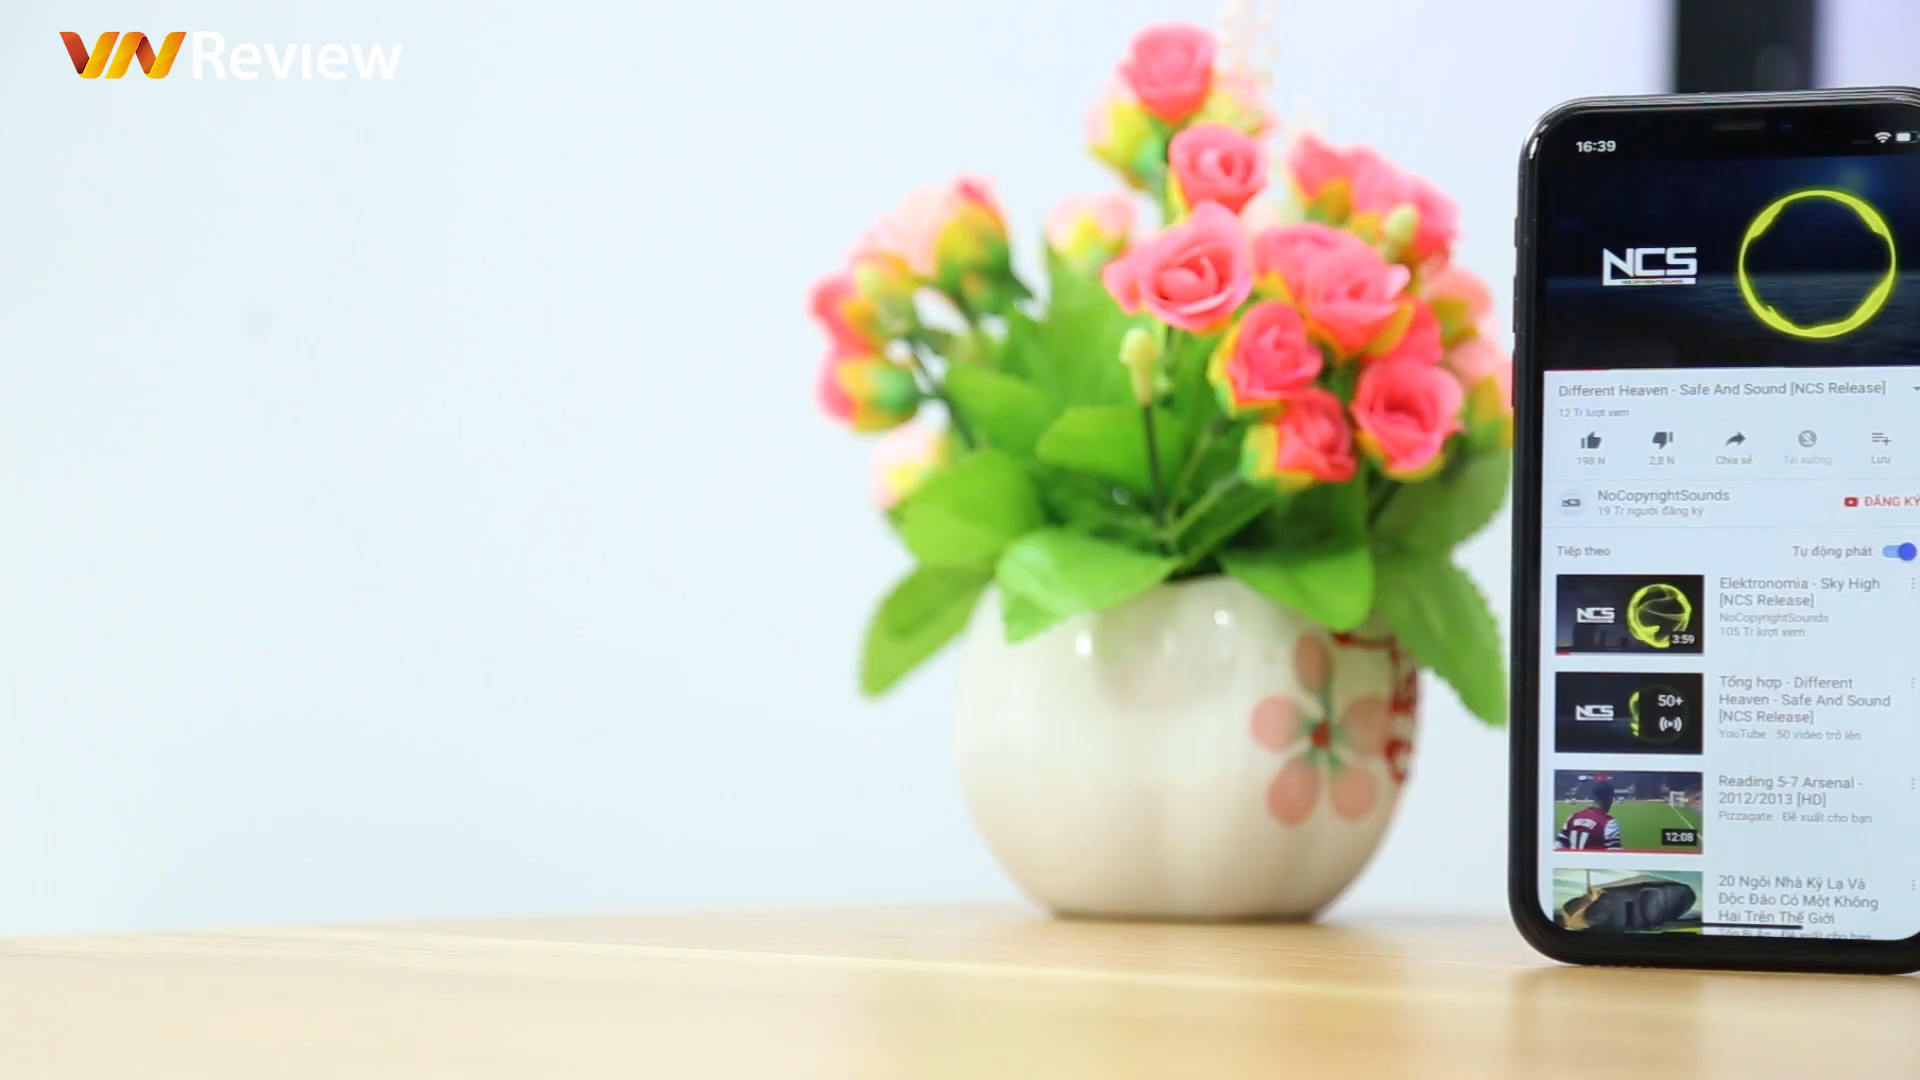 VNReview
16:39
NCS
Different Heaven - Safe And Sound [NCS Release]
12 Tr lượt xem
198 N
2,8 N
Chia sẻ
Tải xuống
Lưu
NoCopyrightSounds
19 Tr người đăng ký
ĐĂNG KÝ
Tiếp theo
Tự động phát
NCS
3:59
Elektronomia - Sky High
[NCS Release]
NoCopyrightSounds
105 Tr lượt xem
NCS
50+
Tổng hợp - Different
Heaven - Safe And Sound
[NCS Release]
YouTube · 50 video trở lên
12:08
Reading 5-7 Arsenal -
2012/2013 [HD]
Pizzagate · Đề xuất cho bạn
20 Ngôi Nhà Kỳ Lạ Và
Độc Đáo Có Một Không
Hai Trên Thế Giới